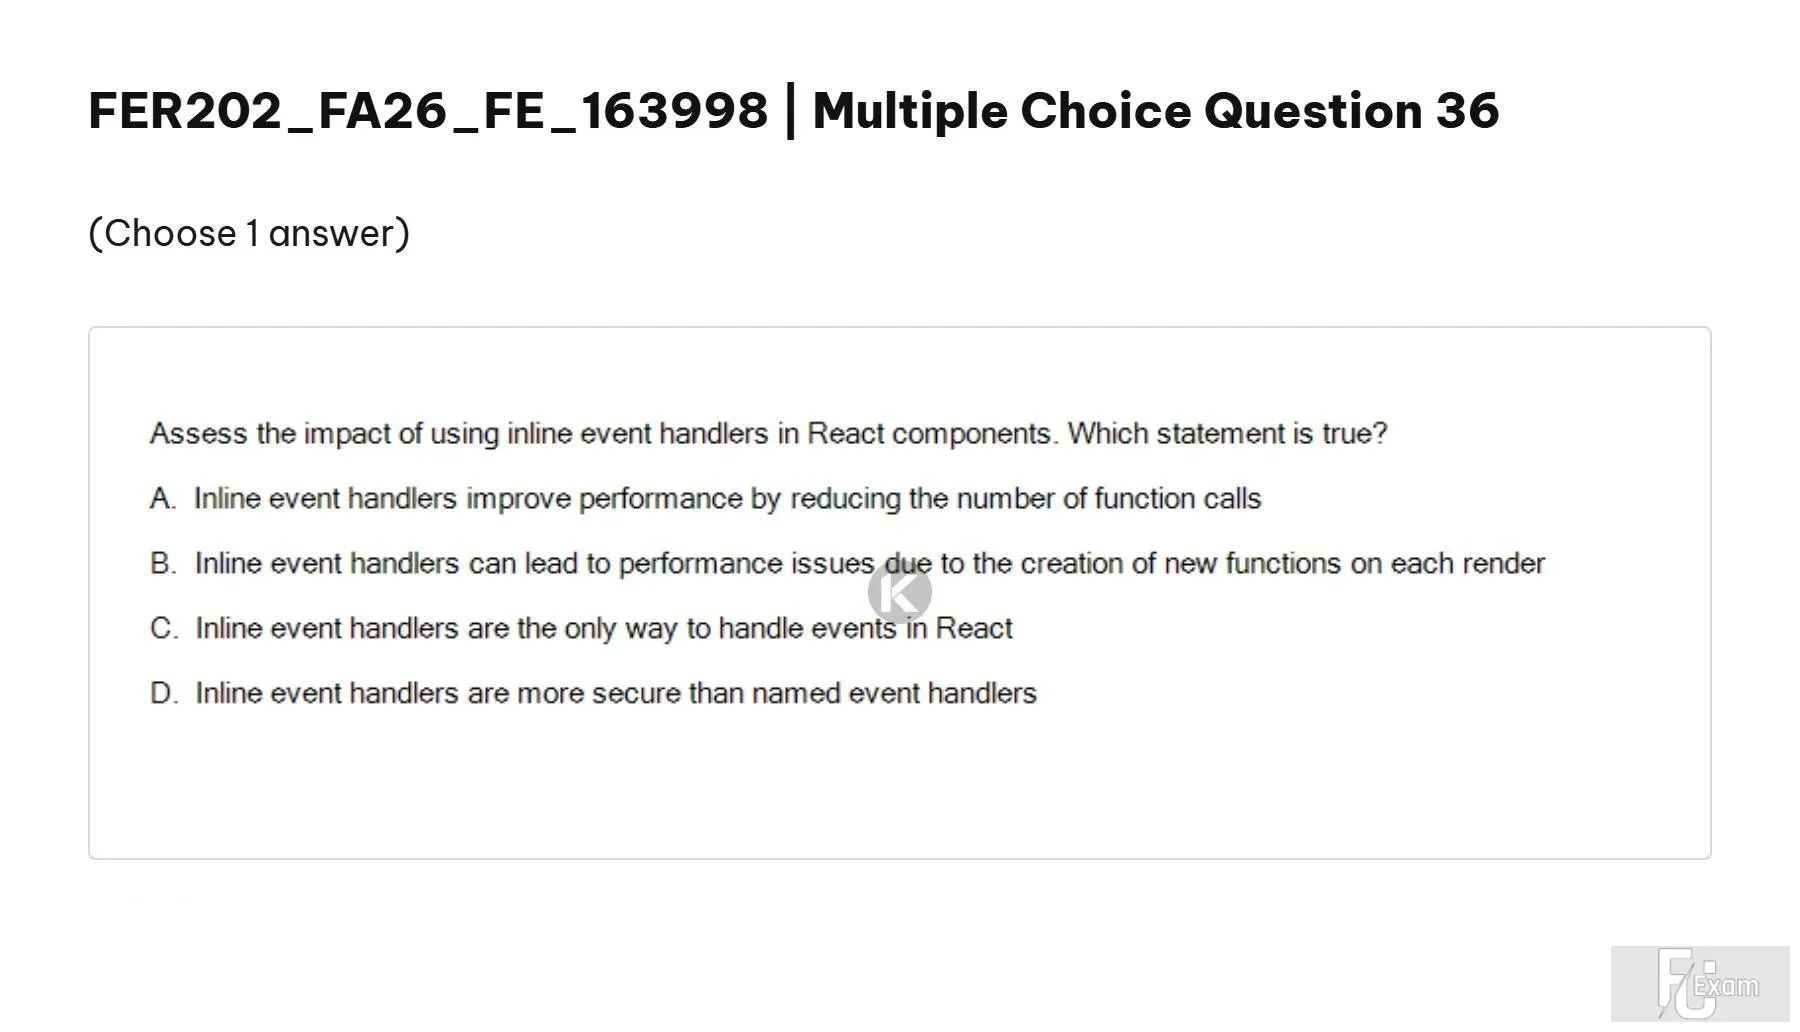 FER202_FA26_FE_163998 | Multiple Choice Question 36
(Choose 1 answer)
Assess the impact of using inline event handlers in React components. Which statement is true?
A. Inline event handlers improve performance by reducing the number of function calls
B. Inline event handlers can lead to performance issues due to the creation of new functions on each render
C. Inline event handlers are the only way to handle events in React
D. Inline event handlers are more secure than named event handlers
K
Exam